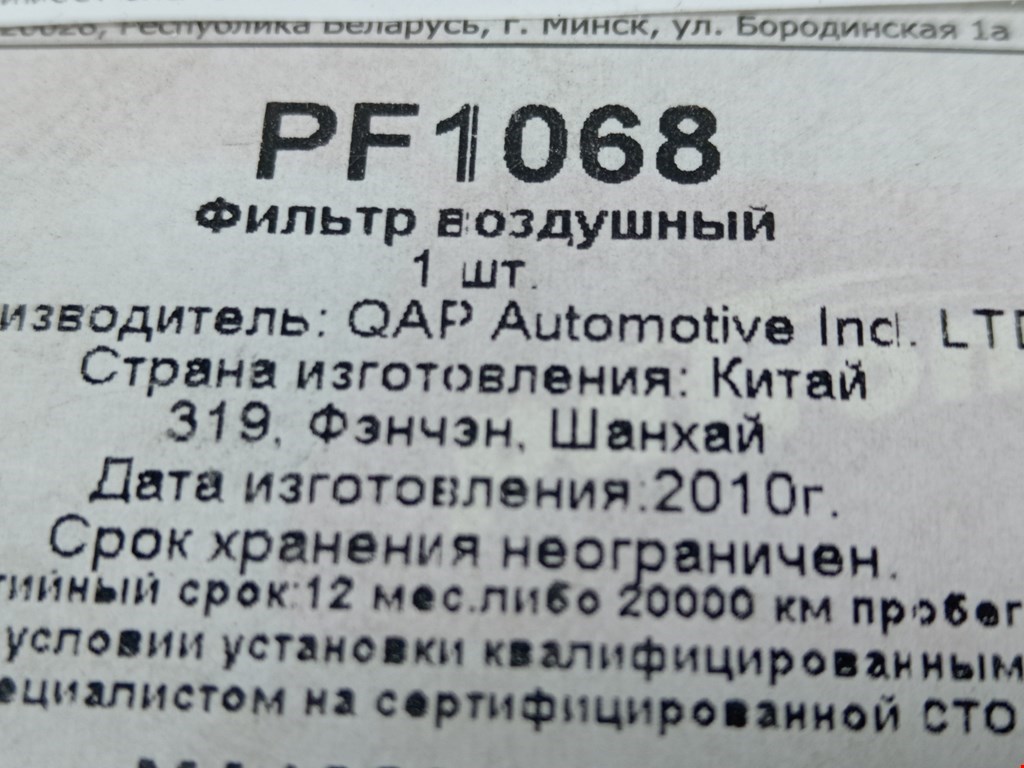 Республика Беларусь, г. Минск, ул. Бородинская 1а
PF1068
Фильтр воздушный
1 шт.
изводитель: QAP Automotive Incl. LTD
Страна изготовления: Китай
319, Фэнчэн, Шанхай
Дата изготовления:2010г.
Срок хранения неограничен.
тийный срок:12 мес.либо 20000 км пробег
условии установки квалифицированным
ециалистом на сертифицированной СТО